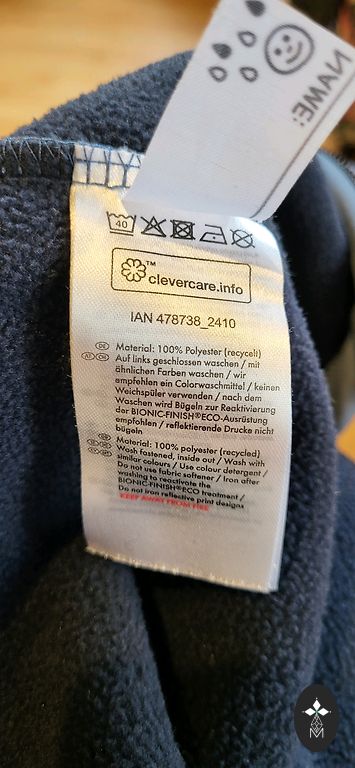 NAME:
40
™
clevercare.info
IAN 478738_2410
DE Material: 100% Polyester (recycelt)
AT CH Auf links geschlossen waschen / mit
ähnlichen Farben waschen / wir
empfehlen ein Colorwaschmittel / keinen
Weichspüler verwenden / nach dem
Waschen wird Bügeln zur Reaktivierung
der BIONIC-FINISH®ECO-Ausrüstung
empfohlen / reflektierende Drucke nicht
bügeln
Material: 100% polyester (recycled)
Wash fastened, inside out / Wash with
similar colours / Use colour detergent /
Do not use fabric softener / Iron after
washing to reactivate the
BIONIC-FINISH®ECO treatment /
Do not iron reflective print designs
KEEP AWAY FROM FIRE
M